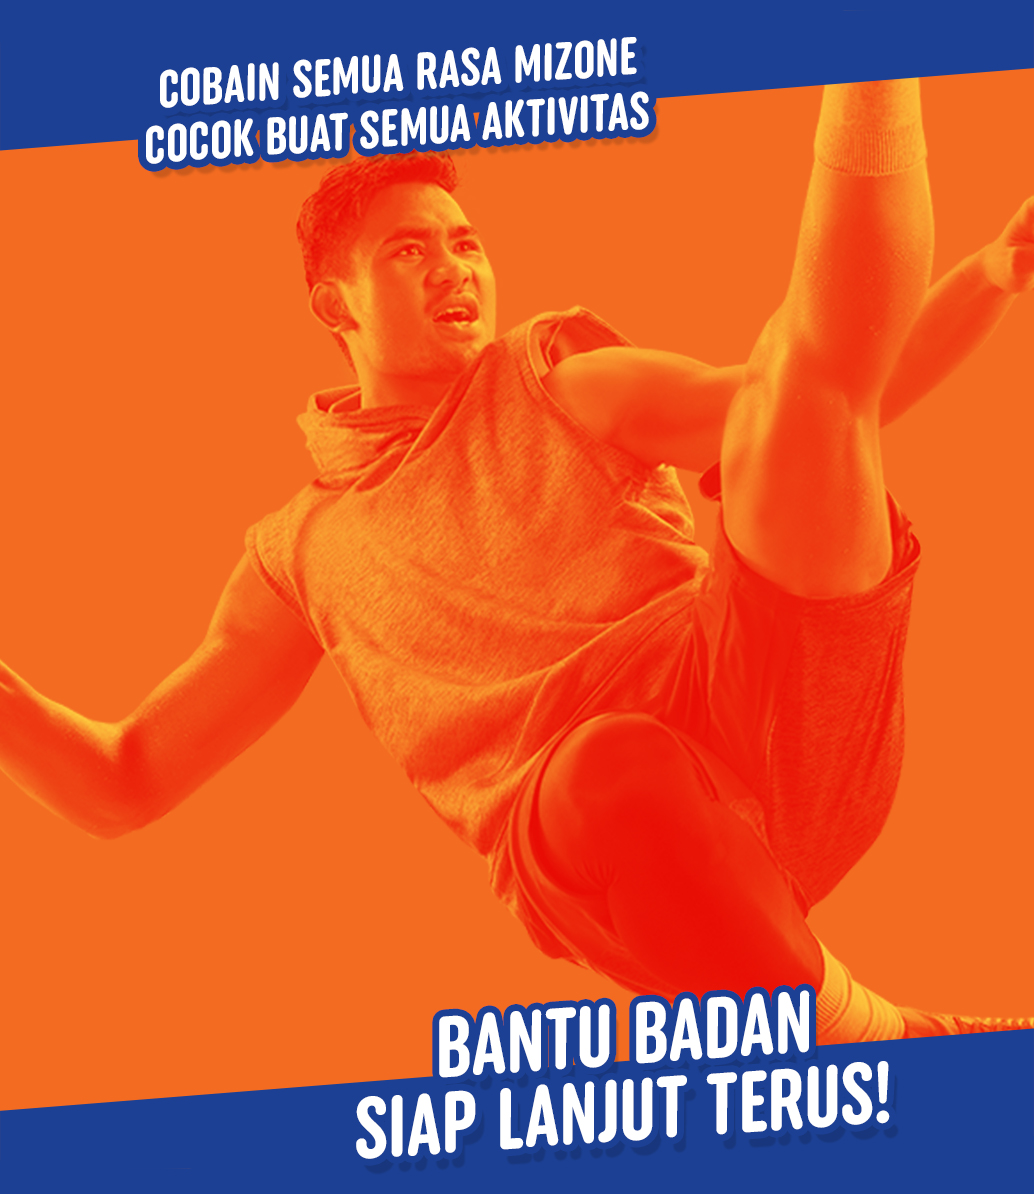 COBAIN SEMUA RASA MIZONE
COCOK BUAT SEMUA AKTIVITAS
BANTU BADAN
SIAP LANJUT TERUS!